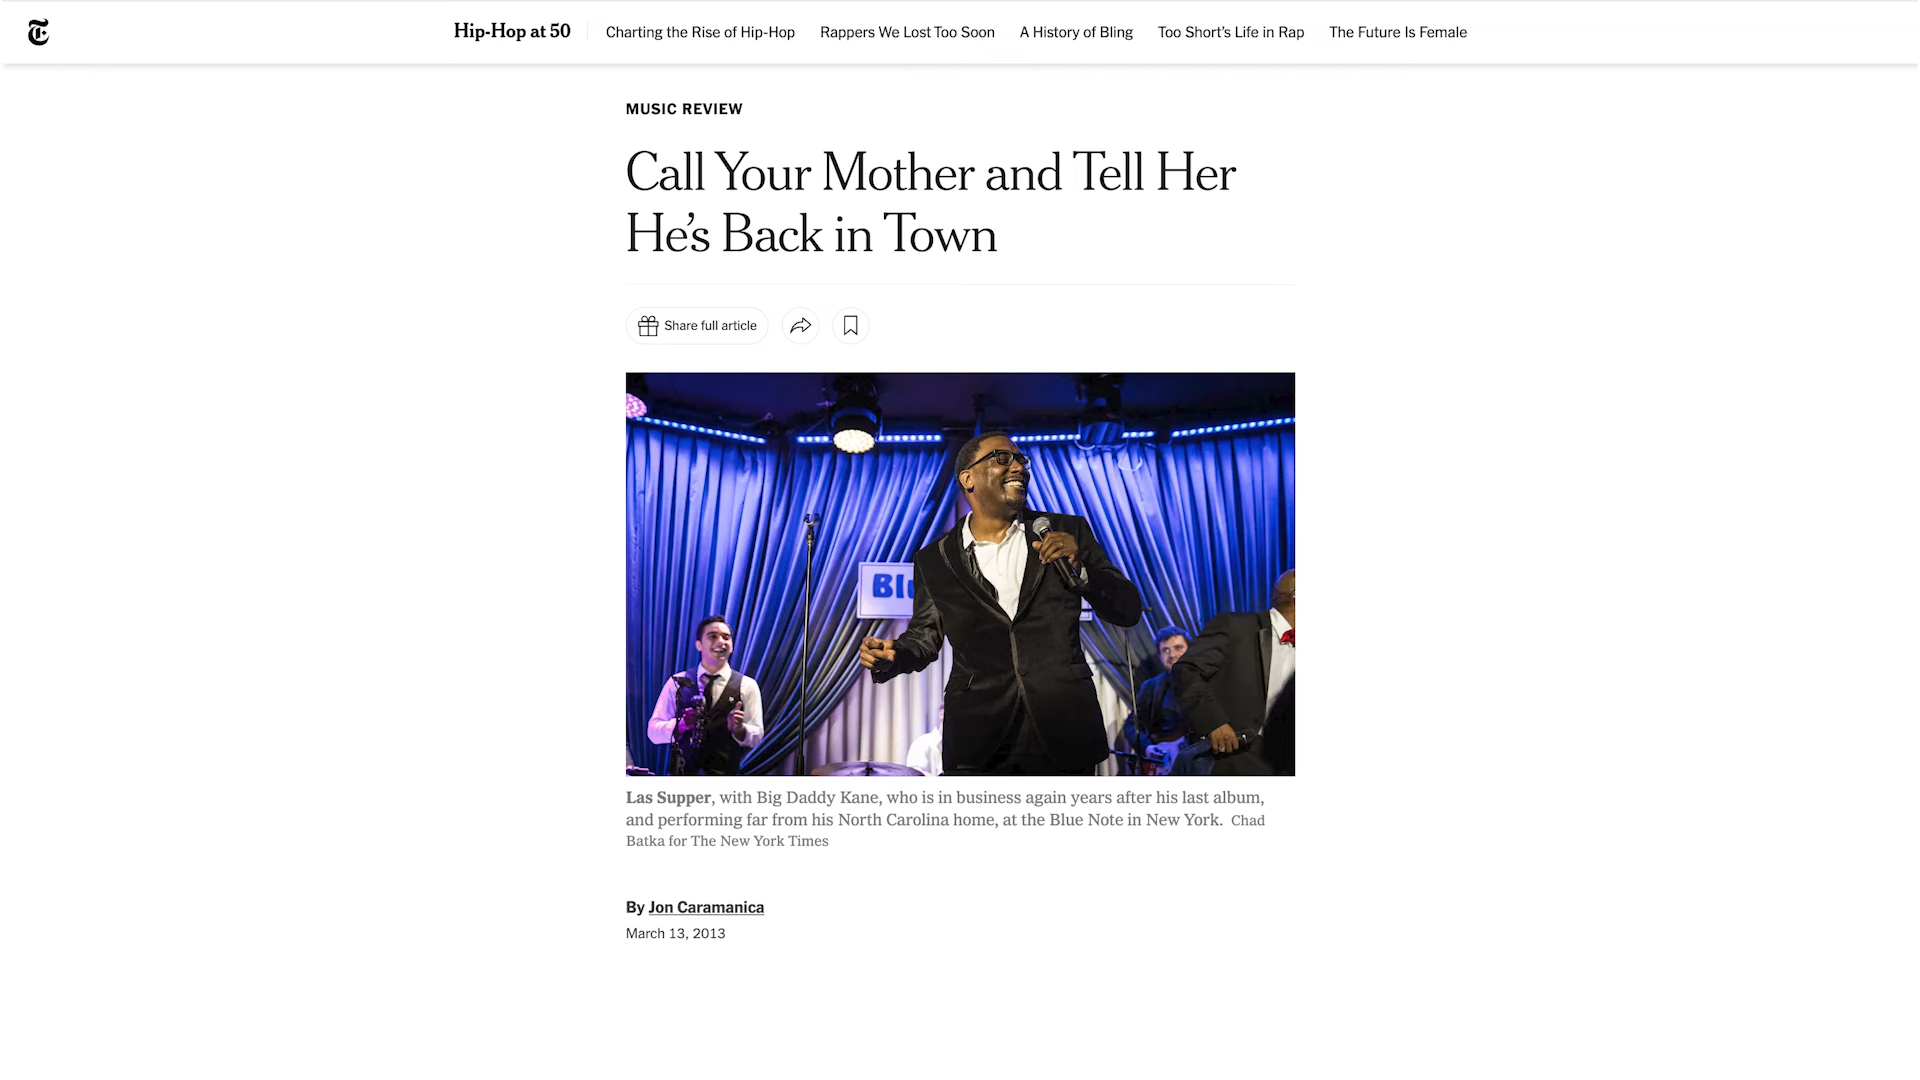 Hip-Hop at 50 Charting the Rise of Hip-Hop Rappers We Lost Too Soon A History of Bling Too Short's Life in Rap The Future Is Female
MUSIC REVIEW
Call Your Mother and Tell Her
He’s Back in Town
Share full article
Blu
Las Supper, with Big Daddy Kane, who is in business again years after his last album,
and performing far from his North Carolina home, at the Blue Note in New York. Chad
Batka for The New York Times
By Jon Caramanica
March 13, 2013